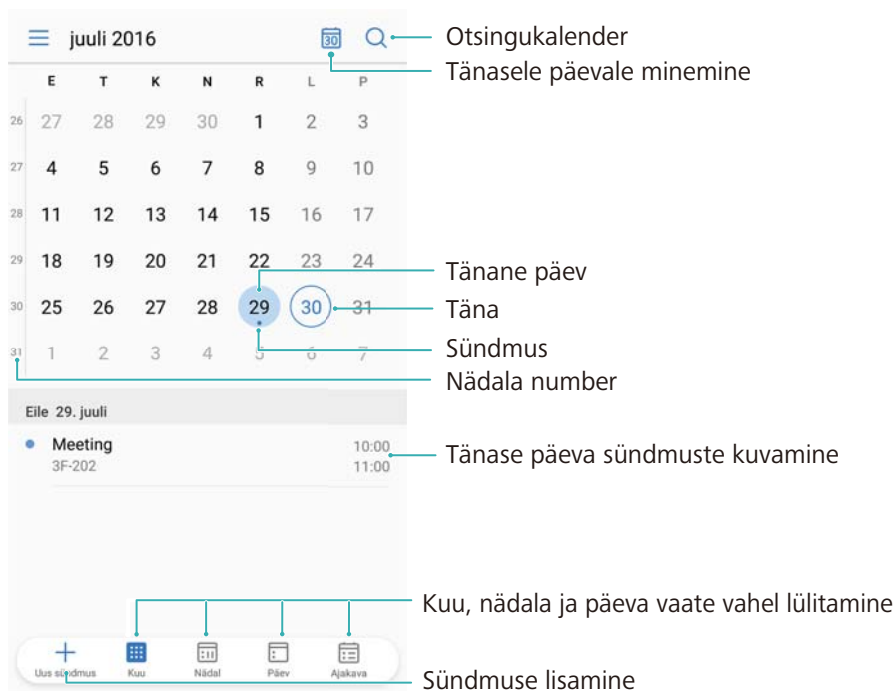 juuli 2016
30
Otsingukalender
Tänasele päevale minemine
E T K N R L P
26 27 28 29 30 1 2 3
27 4 5 6 7 8 9 10
28 11 12 13 14 15 16 17
29 18 19 20 21 22 23 24
Tänane päev
30 25 26 27 28 29 30 31
Täna
Sündmus
31 1 2 3 4 5 6 7
Nädala number
Eile 29. juuli
Meeting 10:00
3F-202 11:00
Tänase päeva sündmuste kuvamine
Kuu, nädala ja päeva vaate vahel lülitamine
Uus sündmus Kuu Nädal Päev Ajakava
Sündmuse lisamine